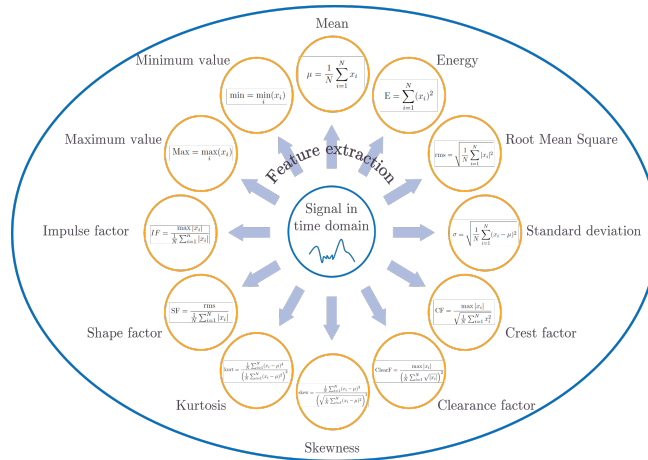 Mean
μ = 1/N ∑_{i=1}^{N} x_i
Energy
E = ∑_{i=1}^{N} (x_i)^2
Root Mean Square
rms = √(1/N ∑_{i=1}^{N} |x_i|^2)
Standard deviation
σ = √(1/N ∑_{i=1}^{N} (x_i − μ)^2)
Crest factor
CF = max |x_i| / √(1/N ∑_{i=1}^{N} x_i^2)
Clearance factor
ClearF = max |x_i| / (1/N ∑_{i=1}^{N} √|x_i|)^2
Skewness
Kurtosis
Shape factor
SF = rms / (1/N ∑_{i=1}^{N} |x_i|)
Impulse factor
IF = max |x_i| / (1/N ∑_{i=1}^{n} |x_i|)
Maximum value
Max = max_i (x_i)
Minimum value
min = min_i (x_i)
Feature extraction
Signal in
time domain